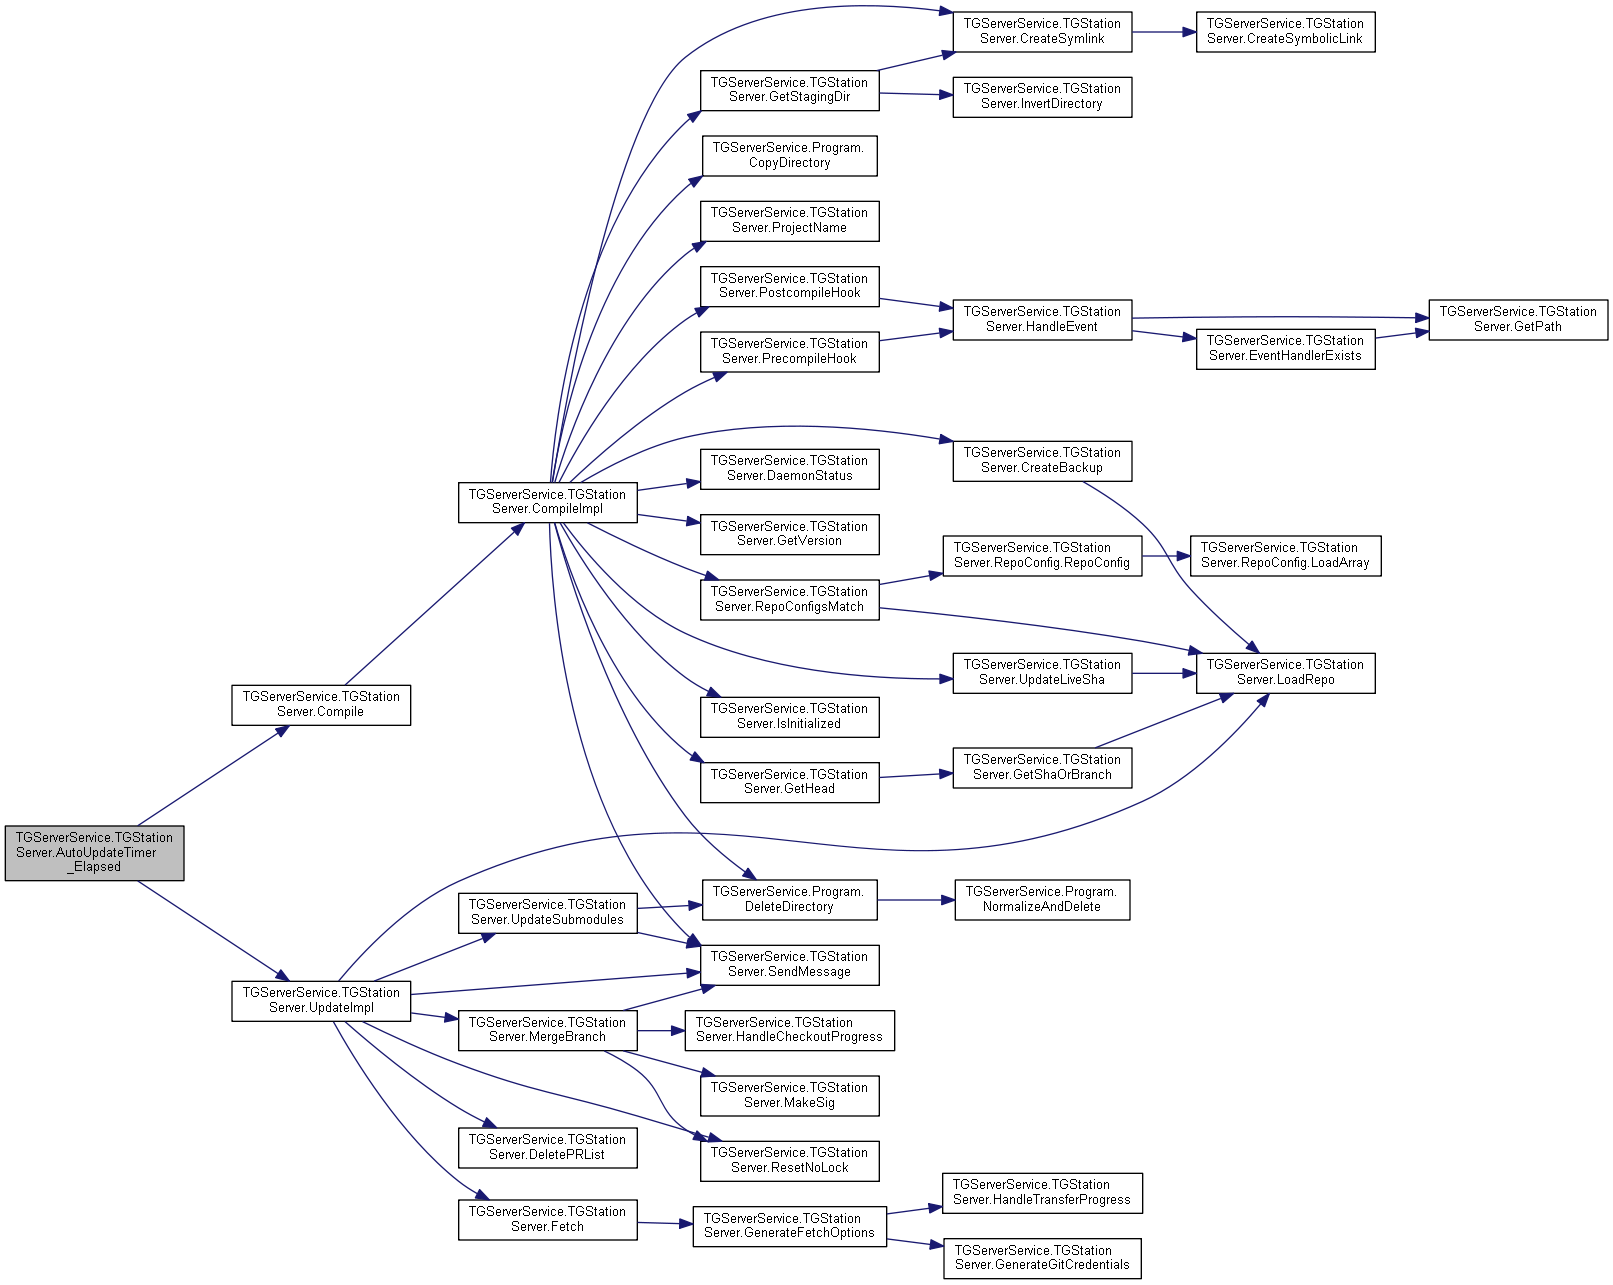 TGServerService.TGStation
Server.CreateSymlink
TGServerService.TGStation
Server.CreateSymbolicLink
TGServerService.TGStation
Server.GetStagingDir
TGServerService.TGStation
Server.InvertDirectory
TGServerService.Program.
CopyDirectory
TGServerService.TGStation
Server.ProjectName
TGServerService.TGStation
Server.PostcompileHook
TGServerService.TGStation
Server.HandleEvent
TGServerService.TGStation
Server.GetPath
TGServerService.TGStation
Server.EventHandlerExists
TGServerService.TGStation
Server.PrecompileHook
TGServerService.TGStation
Server.CreateBackup
TGServerService.TGStation
Server.DaemonStatus
TGServerService.TGStation
Server.CompileImpl
TGServerService.TGStation
Server.GetVersion
TGServerService.TGStation
Server.RepoConfig.RepoConfig
TGServerService.TGStation
Server.RepoConfig.LoadArray
TGServerService.TGStation
Server.RepoConfigsMatch
TGServerService.TGStation
Server.UpdateLiveSha
TGServerService.TGStation
Server.LoadRepo
TGServerService.TGStation
Server.Compile
TGServerService.TGStation
Server.IsInitialized
TGServerService.TGStation
Server.GetShaOrBranch
TGServerService.TGStation
Server.GetHead
TGServerService.TGStation
Server.AutoUpdateTimer
_Elapsed
TGServerService.Program.
DeleteDirectory
TGServerService.Program.
NormalizeAndDelete
TGServerService.TGStation
Server.UpdateSubmodules
TGServerService.TGStation
Server.SendMessage
TGServerService.TGStation
Server.UpdateImpl
TGServerService.TGStation
Server.MergeBranch
TGServerService.TGStation
Server.HandleCheckoutProgress
TGServerService.TGStation
Server.MakeSig
TGServerService.TGStation
Server.DeletePRList
TGServerService.TGStation
Server.ResetNoLock
TGServerService.TGStation
Server.HandleTransferProgress
TGServerService.TGStation
Server.Fetch
TGServerService.TGStation
Server.GenerateFetchOptions
TGServerService.TGStation
Server.GenerateGitCredentials